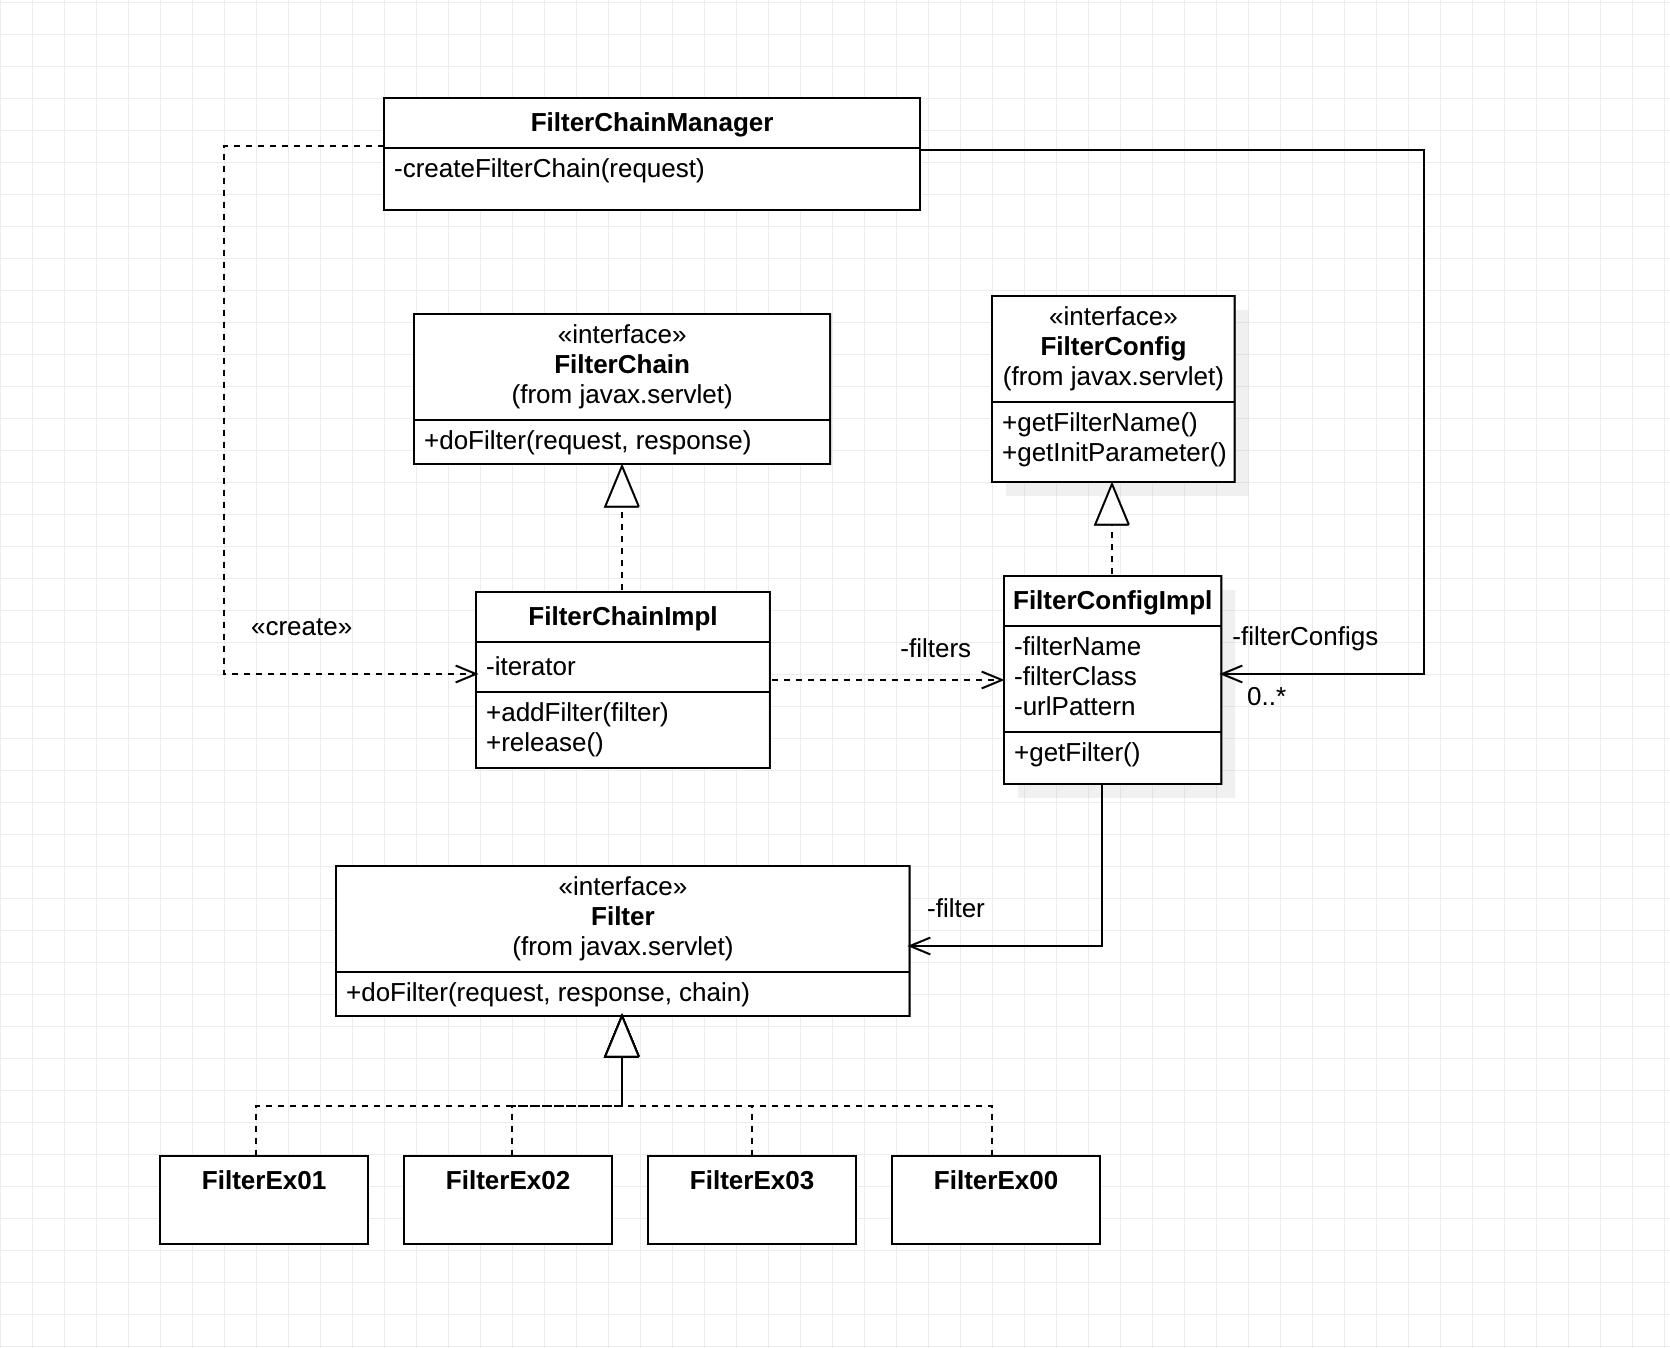 FilterChainManager
-createFilterChain(request)
«interface»
FilterChain
(from javax.servlet)
+doFilter(request, response)
«interface»
FilterConfig
(from javax.servlet)
+getFilterName()
+getInitParameter()
«create»
FilterChainImpl
-iterator
+addFilter(filter)
+release()
-filters
FilterConfigImpl
-filterName
-filterClass
-urlPattern
+getFilter()
-filterConfigs
0..*
«interface»
Filter
(from javax.servlet)
+doFilter(request, response, chain)
-filter
FilterEx01
FilterEx02
FilterEx03
FilterEx00